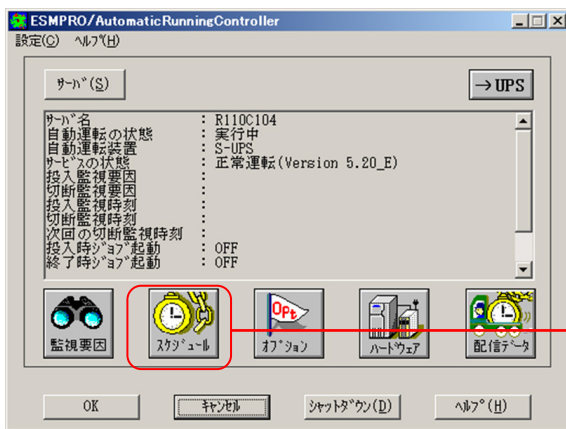 ESMPRO/AutomaticRunningController
設定(C) ヘルプ(H)
サーバ(S)
→UPS
サーバ名 : R110C104
自動運転の状態 : 実行中
自動運転装置 : S-UPS
サービスの状態 : 正常運転(Version 5.20_E)
投入監視要因 :
切断監視要因 :
投入監視時刻 :
切断監視時刻 :
次回の切断監視時刻 :
投入時ジョブ起動 : OFF
終了時ジョブ起動 : OFF
Opt
監視要因 スケジュール オプション ハードウェア 配信データ
OK キャンセル シャットダウン(D) ヘルプ(H)